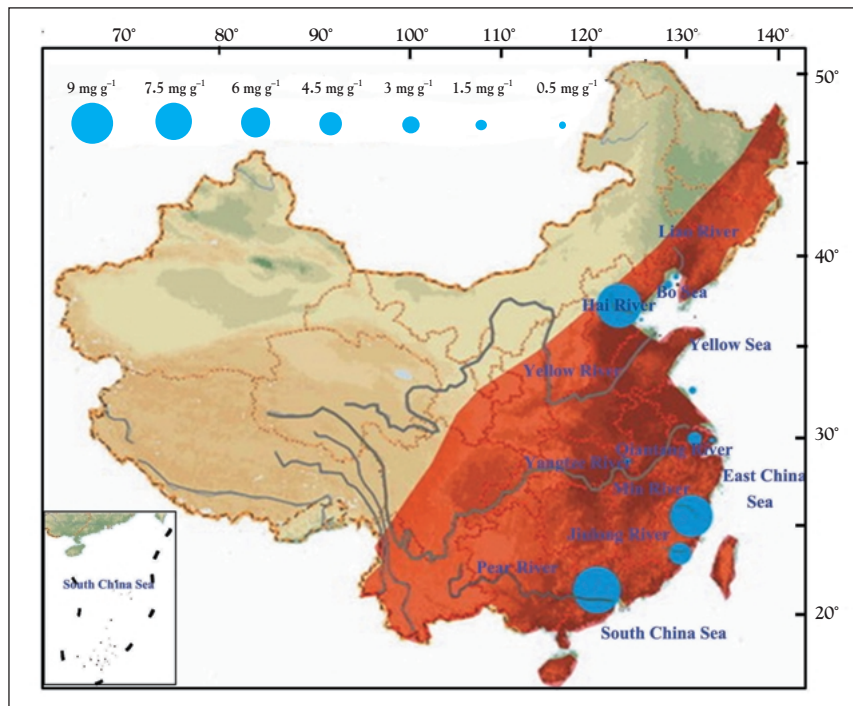 70° 80° 90° 100° 110° 120° 130° 140°
50°
9 mg g⁻¹ 7.5 mg g⁻¹ 6 mg g⁻¹ 4.5 mg g⁻¹ 3 mg g⁻¹ 1.5 mg g⁻¹ 0.5 mg g⁻¹
Liao River
40°
Bo Sea
Hai River
Yellow Sea
Yellow River
30°
Qiantang River
Yangtze River
East China
Sea
Min River
Jiulong River
Pear River
South China Sea
20°
South China Sea